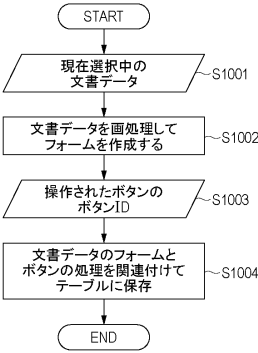 START
現在選択中の
文書データ
S1001
文書データを画処理して
フォームを作成する
S1002
操作されたボタンの
ボタンID
S1003
文書データのフォームと
ボタンの処理を関連付けて
テーブルに保存
S1004
END